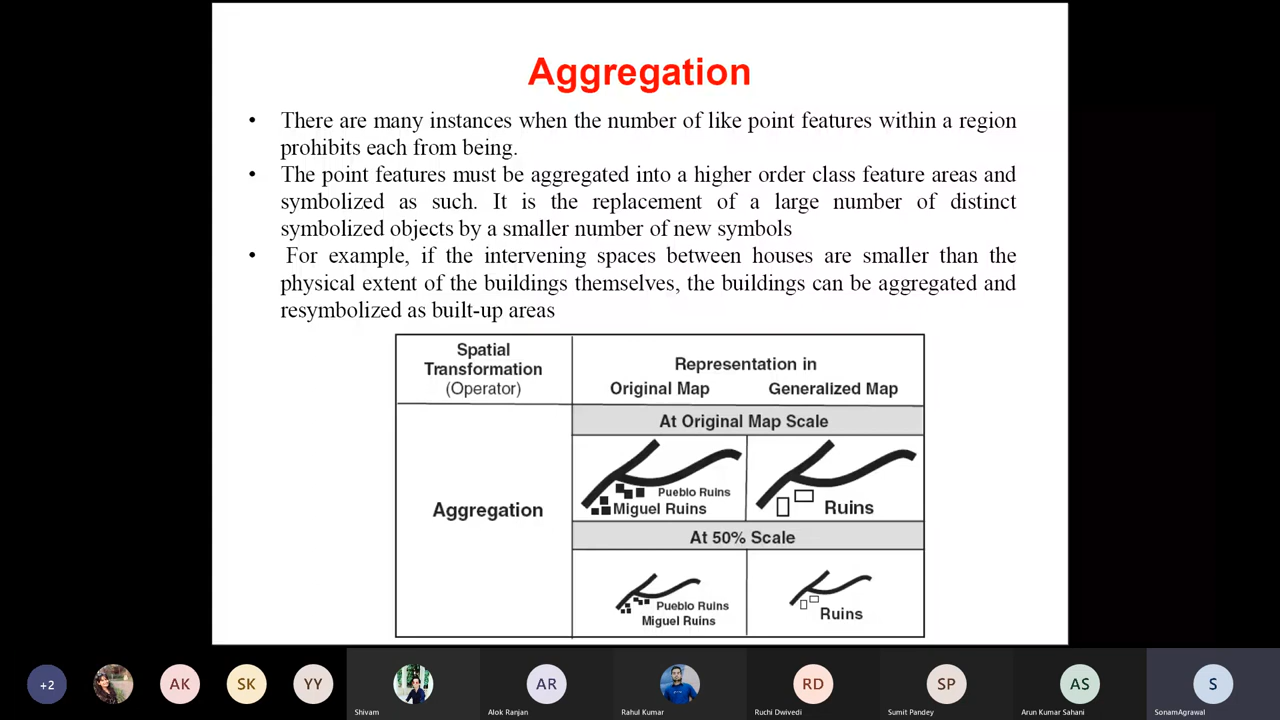 Aggregation
• There are many instances when the number of like point features within a region
prohibits each from being.
• The point features must be aggregated into a higher order class feature areas and
symbolized as such. It is the replacement of a large number of distinct
symbolized objects by a smaller number of new symbols
• For example, if the intervening spaces between houses are smaller than the
physical extent of the buildings themselves, the buildings can be aggregated and
resymbolized as built-up areas
Spatial
Transformation
(Operator)
Representation in
Original Map Generalized Map
At Original Map Scale
Aggregation
Pueblo Ruins
Miguel Ruins
Ruins
At 50% Scale
Pueblo Ruins
Miguel Ruins
Ruins
+2 AK SK YY AR RD SP AS S
Shivam Alok Ranjan Rahul Kumar Ruchi Dwivedi Sumit Pandey Arun Kumar Sahani SonamAgrawal